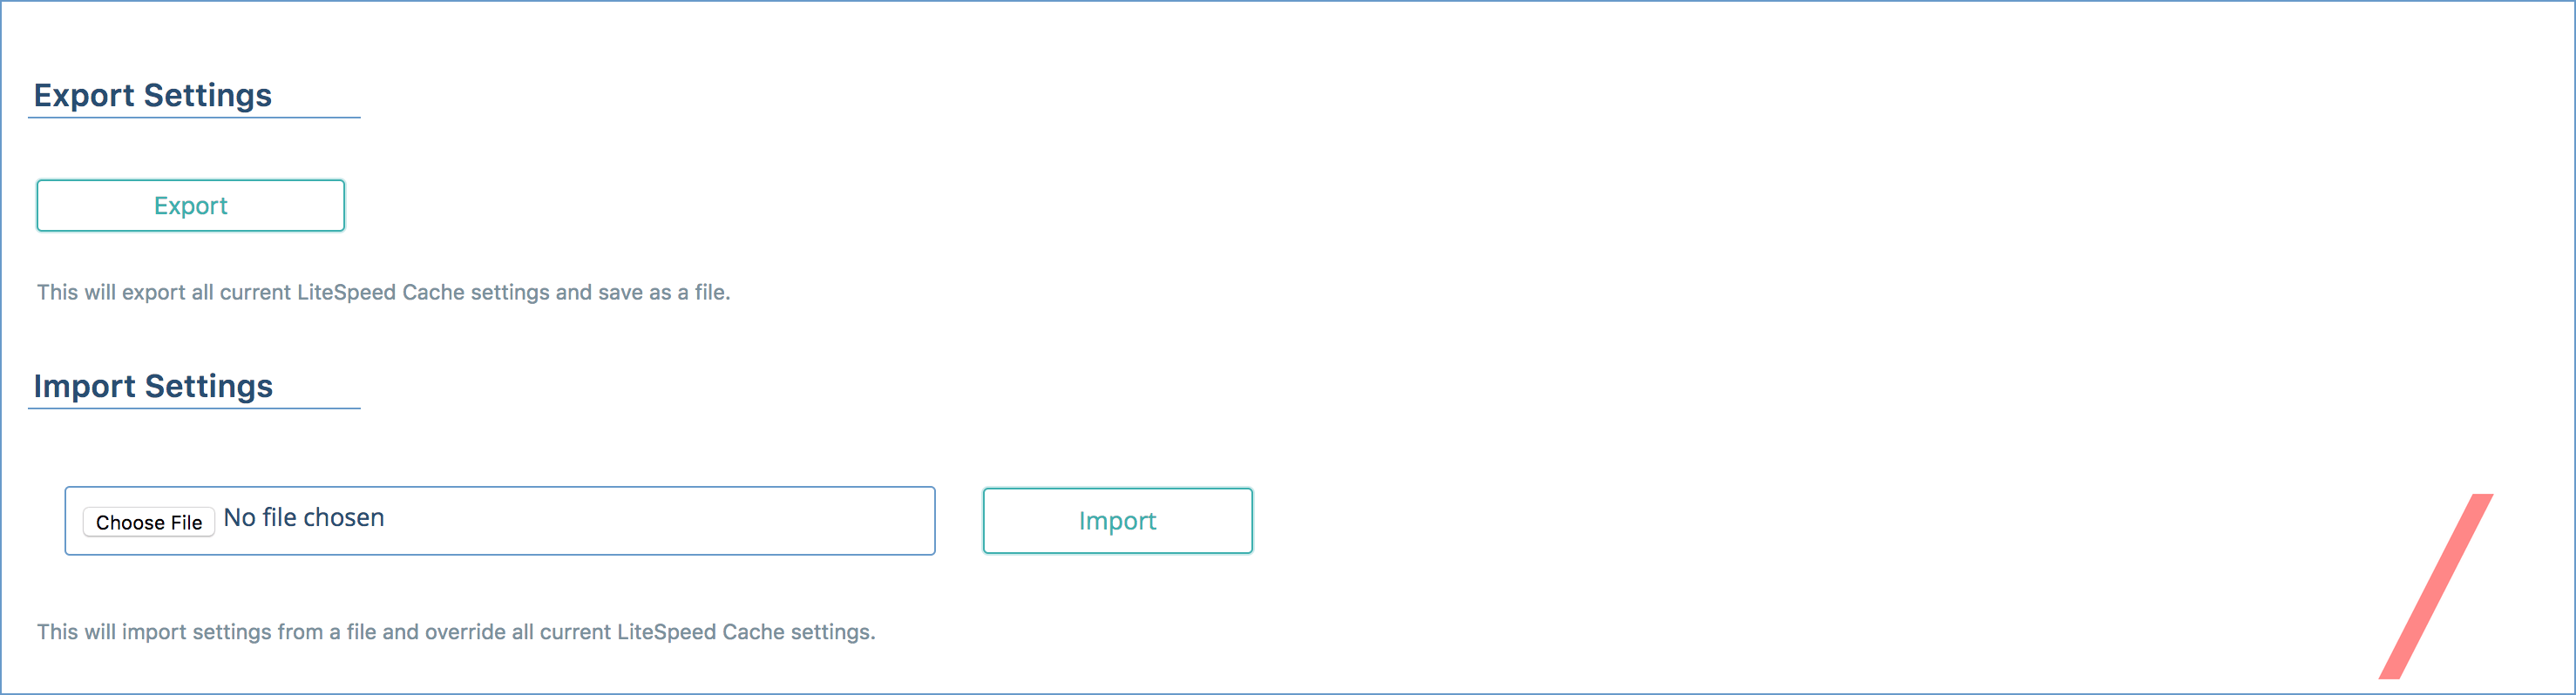 Export Settings
Export
This will export all current LiteSpeed Cache settings and save as a file.
Import Settings
Choose File No file chosen
Import
This will import settings from a file and override all current LiteSpeed Cache settings.